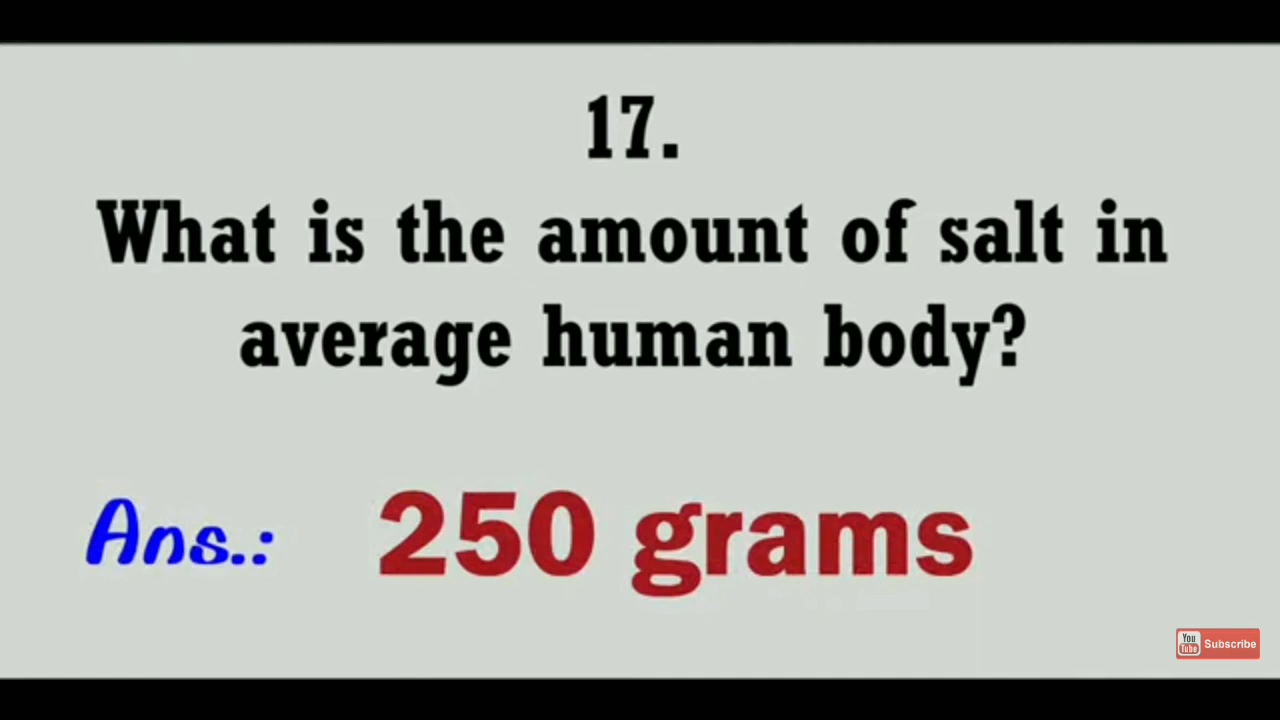 17.
What is the amount of salt in
average human body?
Ans.: 250 grams
You
Tube
Subscribe